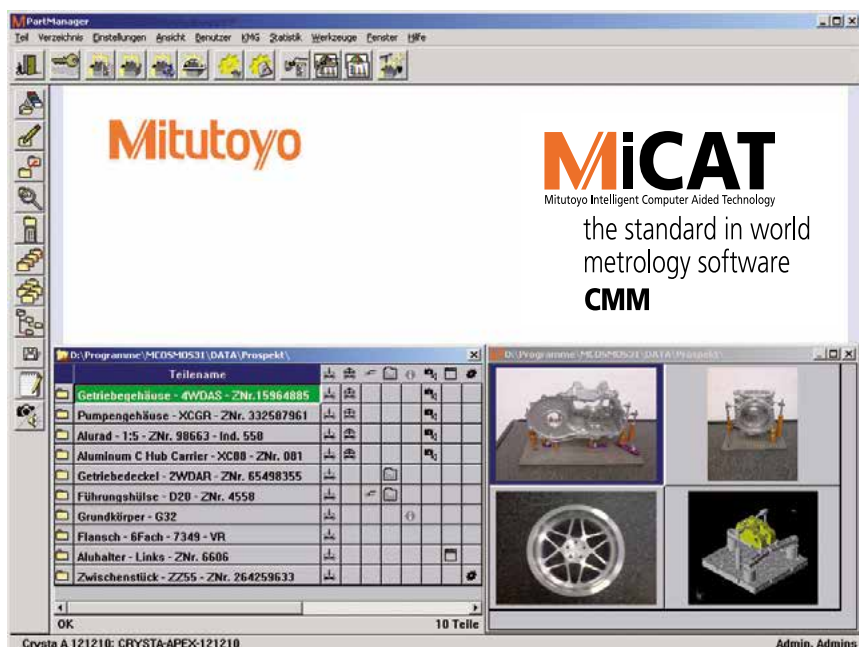 PartManager
Teil Verzeichnis Einstellungen Ansicht Benutzer KMG Statistik Werkzeuge Fenster Hilfe
Mitutoyo
MiCAT
Mitutoyo Intelligent Computer Aided Technology
the standard in world
metrology software
CMM
D:\Programme\MCOSMOS31\DATA\Prospekt\
D:\Programme\MCOSMOS31\DATA\Prospekt\
Teilename
Getriebegehäuse - 4WDAS - ZNr.15964885
Pumpengehäuse - XCGR - ZNr. 332587961
Alurad - 1:5 - ZNr. 98663 - Ind. 558
Aluminum C Hub Carrier - XC88 - ZNr. 081
Getriebedeckel - 2WDAR - ZNr. 65498355
Führungshülse - D20 - ZNr. 4558
Grundkörper - G32
Flansch - 6Fach - 7349 - VR
Aluhalter - Links - ZNr. 6606
Zwischenstück - ZZ55 - ZNr. 264259633
OK 10 Teile
Crysta A 121210: CRYSTA-APEX-121210 Admin, Admins